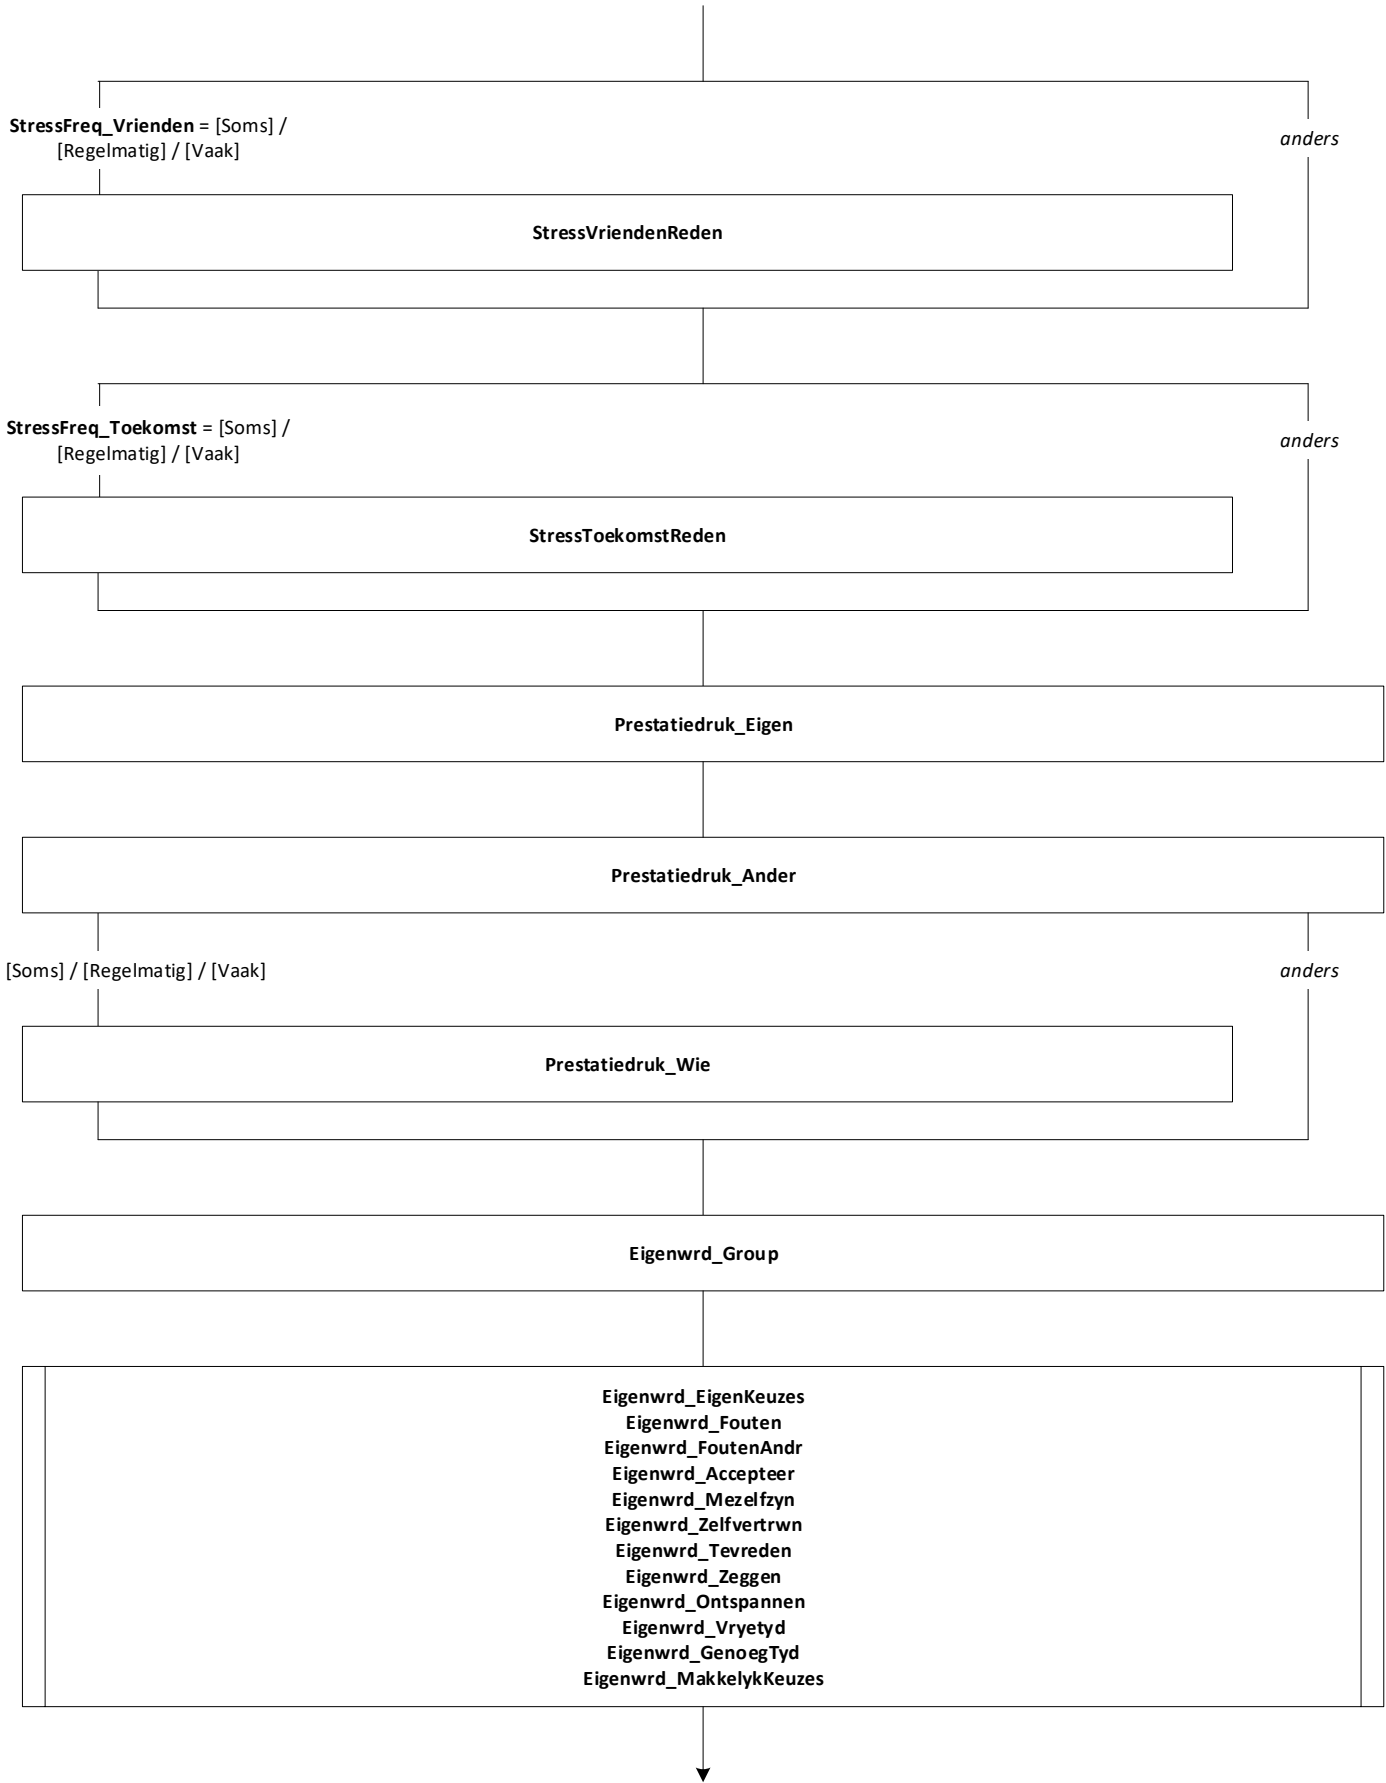 StressFreq_Vrienden = [Soms] /
[Regelmatig] / [Vaak]
anders
StressVriendenReden
StressFreq_Toekomst = [Soms] /
[Regelmatig] / [Vaak]
anders
StressToekomstReden
Prestatiedruk_Eigen
Prestatiedruk_Ander
[Soms] / [Regelmatig] / [Vaak]
anders
Prestatiedruk_Wie
Eigenwrd_Group
Eigenwrd_EigenKeuzes
Eigenwrd_Fouten
Eigenwrd_FoutenAndr
Eigenwrd_Accepteer
Eigenwrd_Mezelfzyn
Eigenwrd_Zelfvertrwn
Eigenwrd_Tevreden
Eigenwrd_Zeggen
Eigenwrd_Ontspannen
Eigenwrd_Vryetyd
Eigenwrd_GenoegTyd
Eigenwrd_MakkelykKeuzes